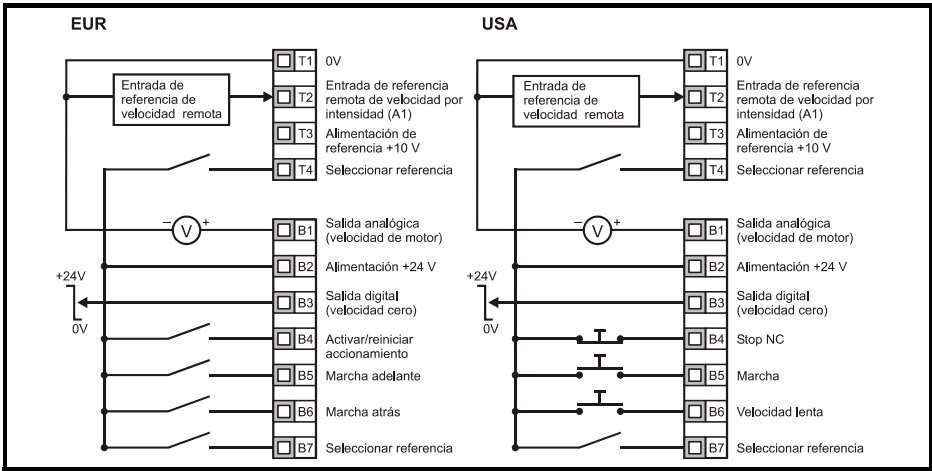 EUR
Entrada de
referencia de
velocidad remota
T1 0V
T2 Entrada de referencia
remota de velocidad por
intensidad (A1)
T3 Alimentación de
referencia +10 V
T4 Seleccionar referencia
– V +
B1 Salida analógica
(velocidad de motor)
B2 Alimentación +24 V
+24V
0V
B3 Salida digital
(velocidad cero)
B4 Activar/reiniciar
accionamiento
B5 Marcha adelante
B6 Marcha atrás
B7 Seleccionar referencia
USA
Entrada de
referencia de
velocidad remota
T1 0V
T2 Entrada de referencia
remota de velocidad por
intensidad (A1)
T3 Alimentación de
referencia +10 V
T4 Seleccionar referencia
– V +
B1 Salida analógica
(velocidad de motor)
B2 Alimentación +24 V
+24V
0V
B3 Salida digital
(velocidad cero)
B4 Stop NC
B5 Marcha
B6 Velocidad lenta
B7 Seleccionar referencia